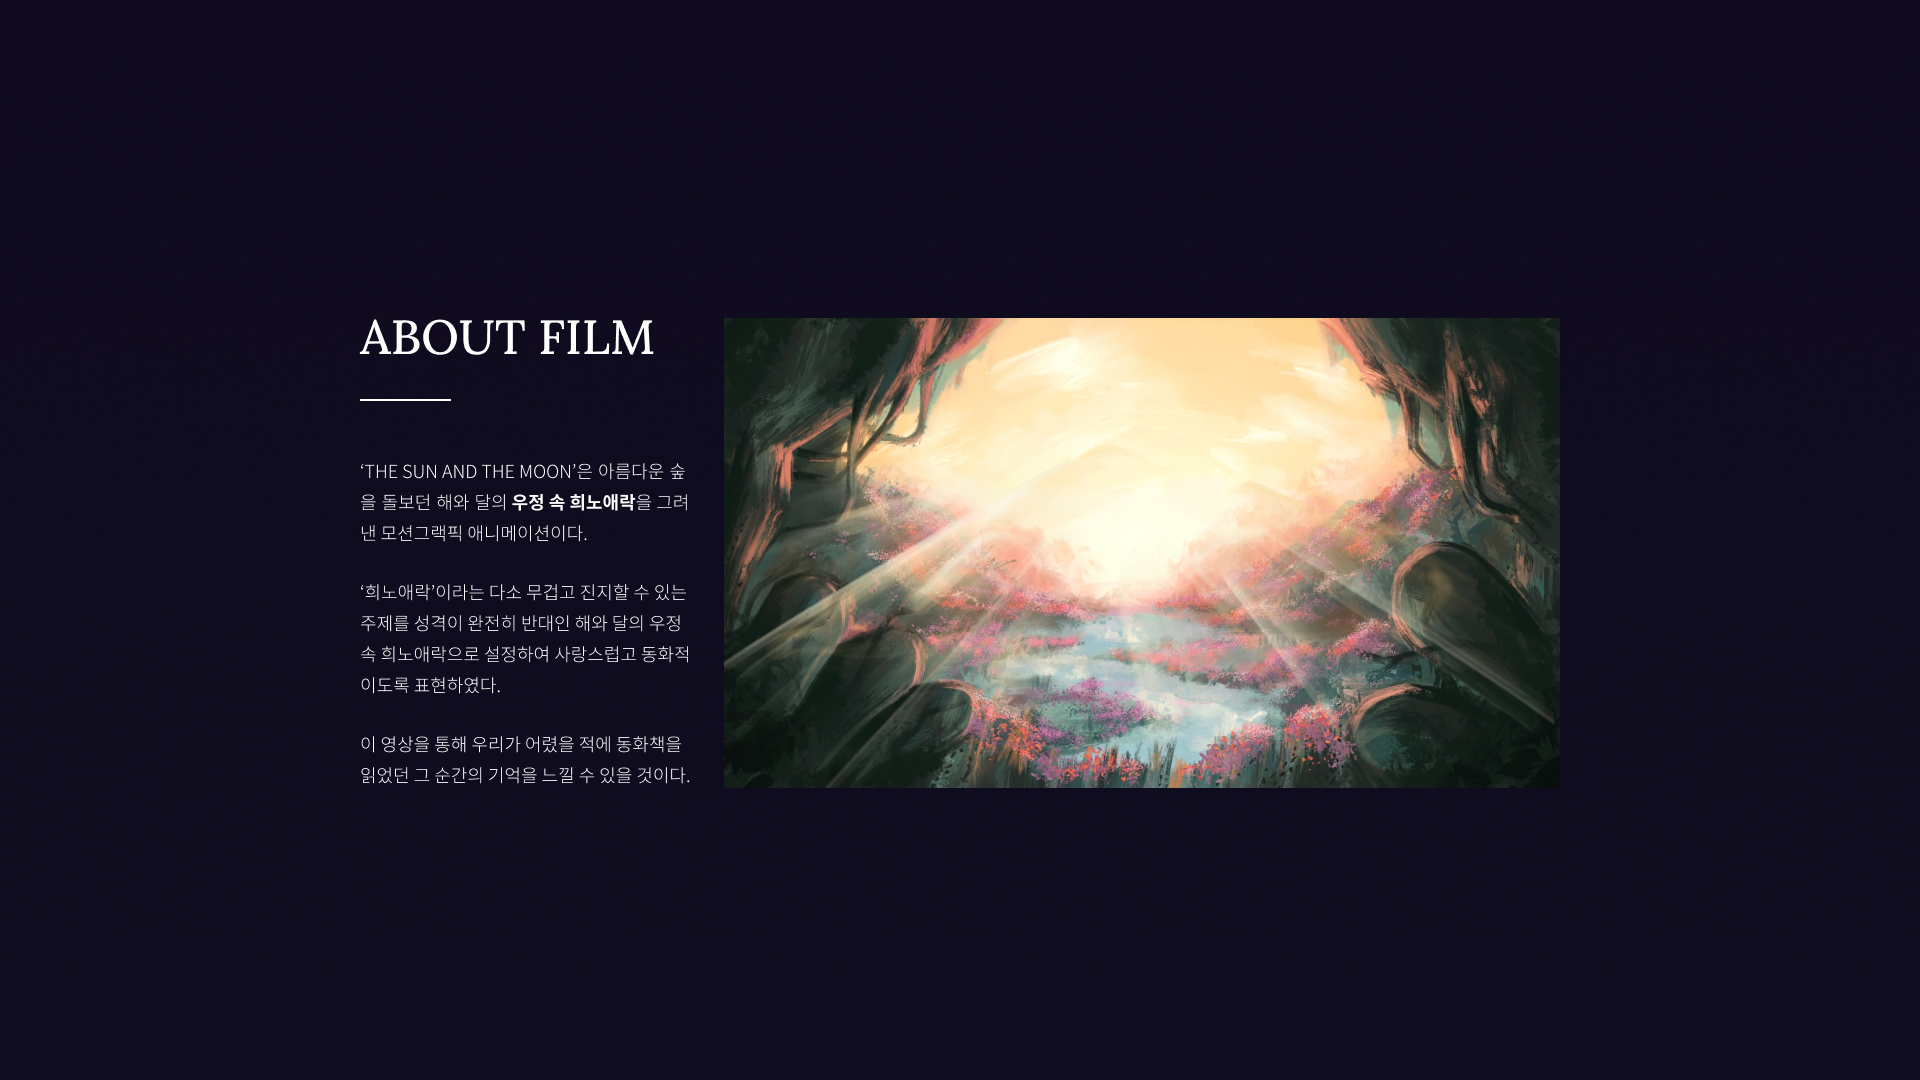 ABOUT FILM
‘THE SUN AND THE MOON’은 아름다운 숲
을 돌보던 해와 달의 우정 속 희노애락을 그려
낸 모션그랙픽 애니메이션이다.
‘희노애락’이라는 다소 무겁고 진지할 수 있는
주제를 성격이 완전히 반대인 해와 달의 우정
속 희노애락으로 설정하여 사랑스럽고 동화적
이도록 표현하였다.
이 영상을 통해 우리가 어렸을 적에 동화책을
읽었던 그 순간의 기억을 느낄 수 있을 것이다.